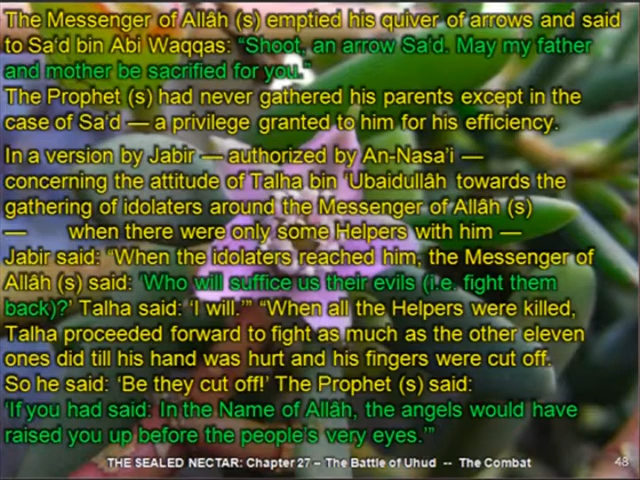 The Messenger of Allâh (s) emptied his quiver of arrows and said
to Sa'd bin Abi Waqqas: "Shoot, an arrow Sa'd. May my father
and mother be sacrificed for you."
The Prophet (s) had never gathered his parents except in the
case of Sa'd — a privilege granted to him for his efficiency.
In a version by Jabir — authorized by An-Nasa'i —
concerning the attitude of Talha bin 'Ubaidullâh towards the
gathering of idolaters around the Messenger of Allâh (s)
— when there were only some Helpers with him —
Jabir said: "When the idolaters reached him, the Messenger of
Allâh (s) said: 'Who will suffice us their evils (i.e. fight them
back)?' Talha said: 'I will.'" "When all the Helpers were killed,
Talha proceeded forward to fight as much as the other eleven
ones did till his hand was hurt and his fingers were cut off.
So he said: 'Be they cut off!' The Prophet (s) said:
'If you had said: In the Name of Allâh, the angels would have
raised you up before the people's very eyes.'"
THE SEALED NECTAR: Chapter 27 – The Battle of Uhud -- The Combat
48